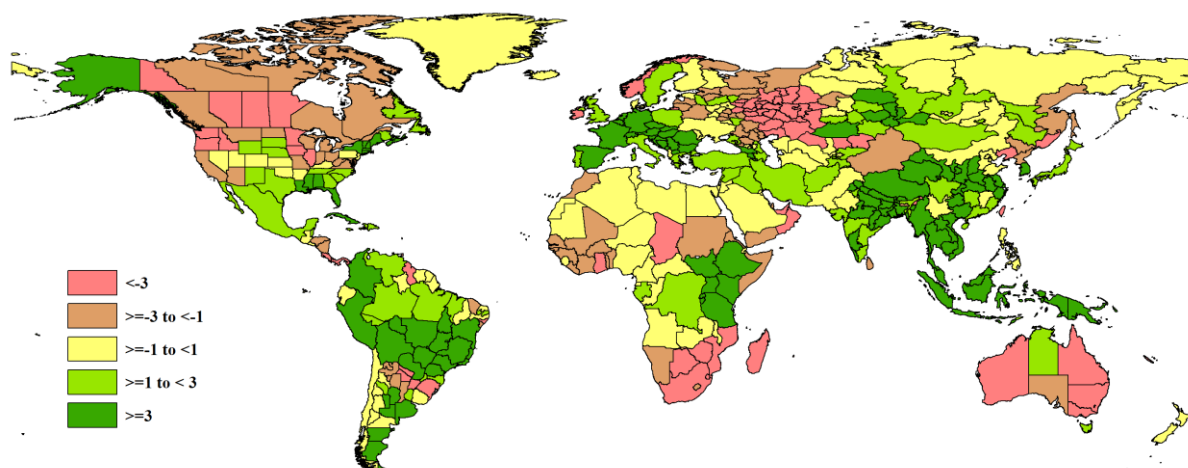 <-3
>=-3 to <-1
>=-1 to <1
>=1 to < 3
>=3